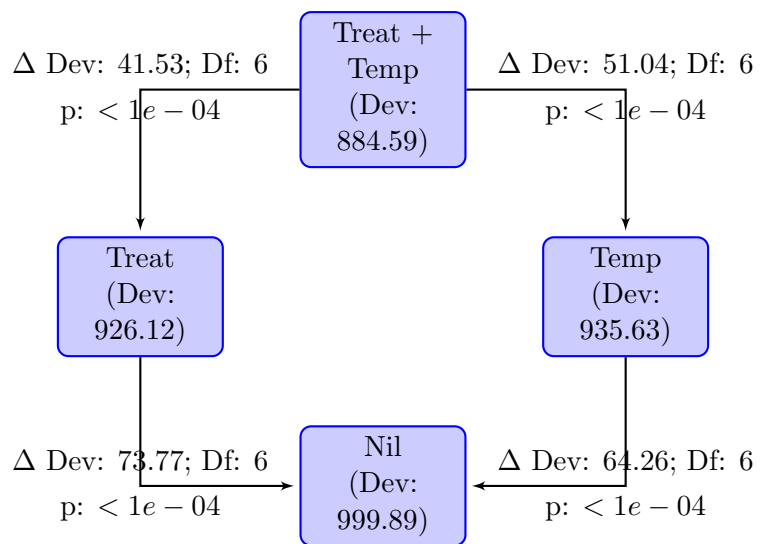 Treat +
Temp
(Dev:
884.59)
Δ Dev: 41.53; Df: 6
p: < 1e − 04
Δ Dev: 51.04; Df: 6
p: < 1e − 04
Treat
(Dev:
926.12)
Temp
(Dev:
935.63)
Δ Dev: 73.77; Df: 6
p: < 1e − 04
Nil
(Dev:
999.89)
Δ Dev: 64.26; Df: 6
p: < 1e − 04